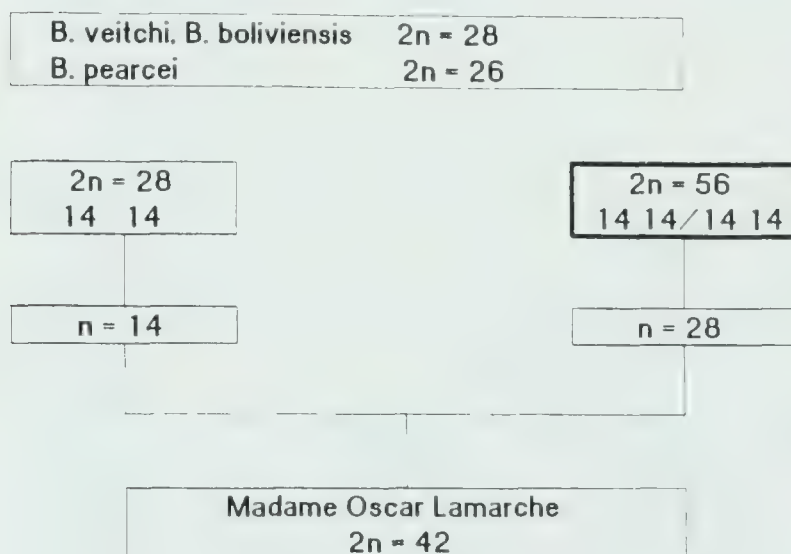 B. veitchi, B. boliviensis 2n = 28
B. pearcei 2n = 26
2n = 28
14 14
2n = 56
14 14/14 14
n = 14
n = 28
Madame Oscar Lamarche
2n = 42